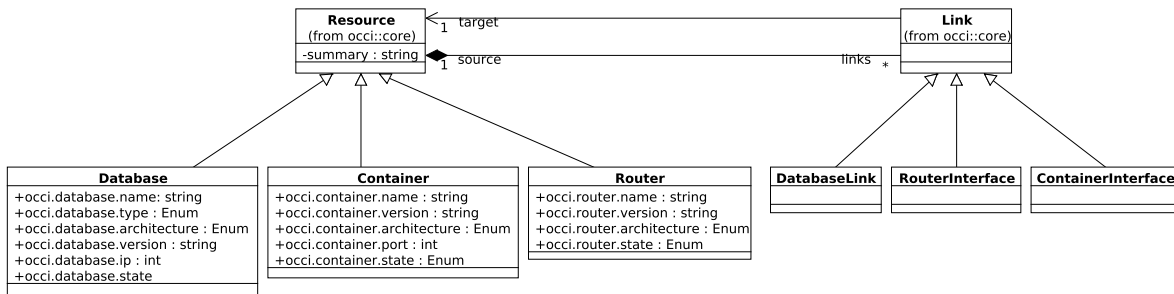 Resource
(from occi::core)
-summary : string
1 target
1 source
links *
Link
(from occi::core)
Database
+occi.database.name: string
+occi.database.type : Enum
+occi.database.architecture : Enum
+occi.database.version : string
+occi.database.ip : int
+occi.database.state
Container
+occi.container.name : string
+occi.container.version : string
+occi.container.architecture : Enum
+occi.container.port : int
+occi.container.state : Enum
Router
+occi.router.name : string
+occi.router.version : string
+occi.router.architecture : Enum
+occi.router.state : Enum
DatabaseLink
RouterInterface
ContainerInterface